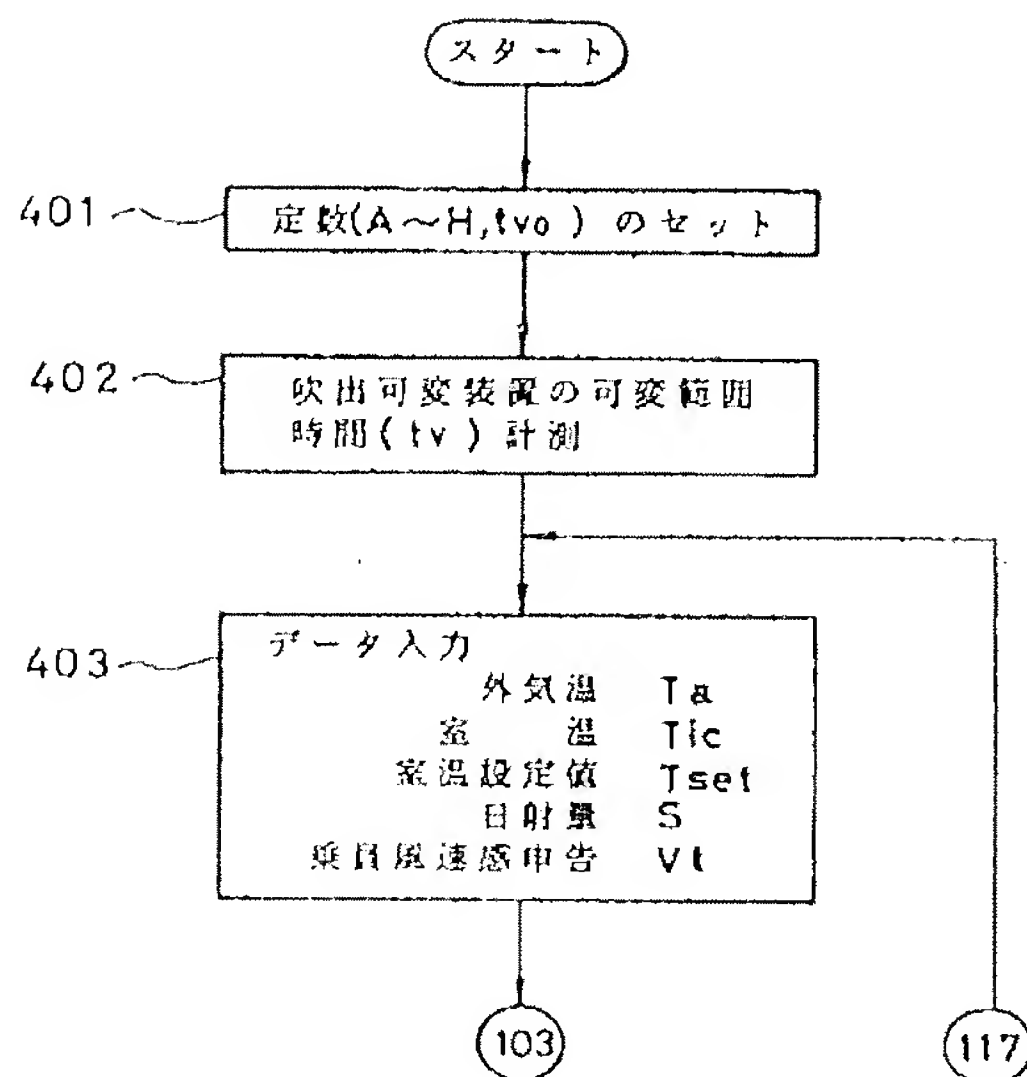 スタート
401
定数(A～H,tvo) のセット
402
吹出可変装置の可変範囲
時間(tv)計測
403
データ入力
外気温 Ta
室 温 Tic
室温設定値 Tset
日射量 S
乗員風速感申告 Vt
103
117